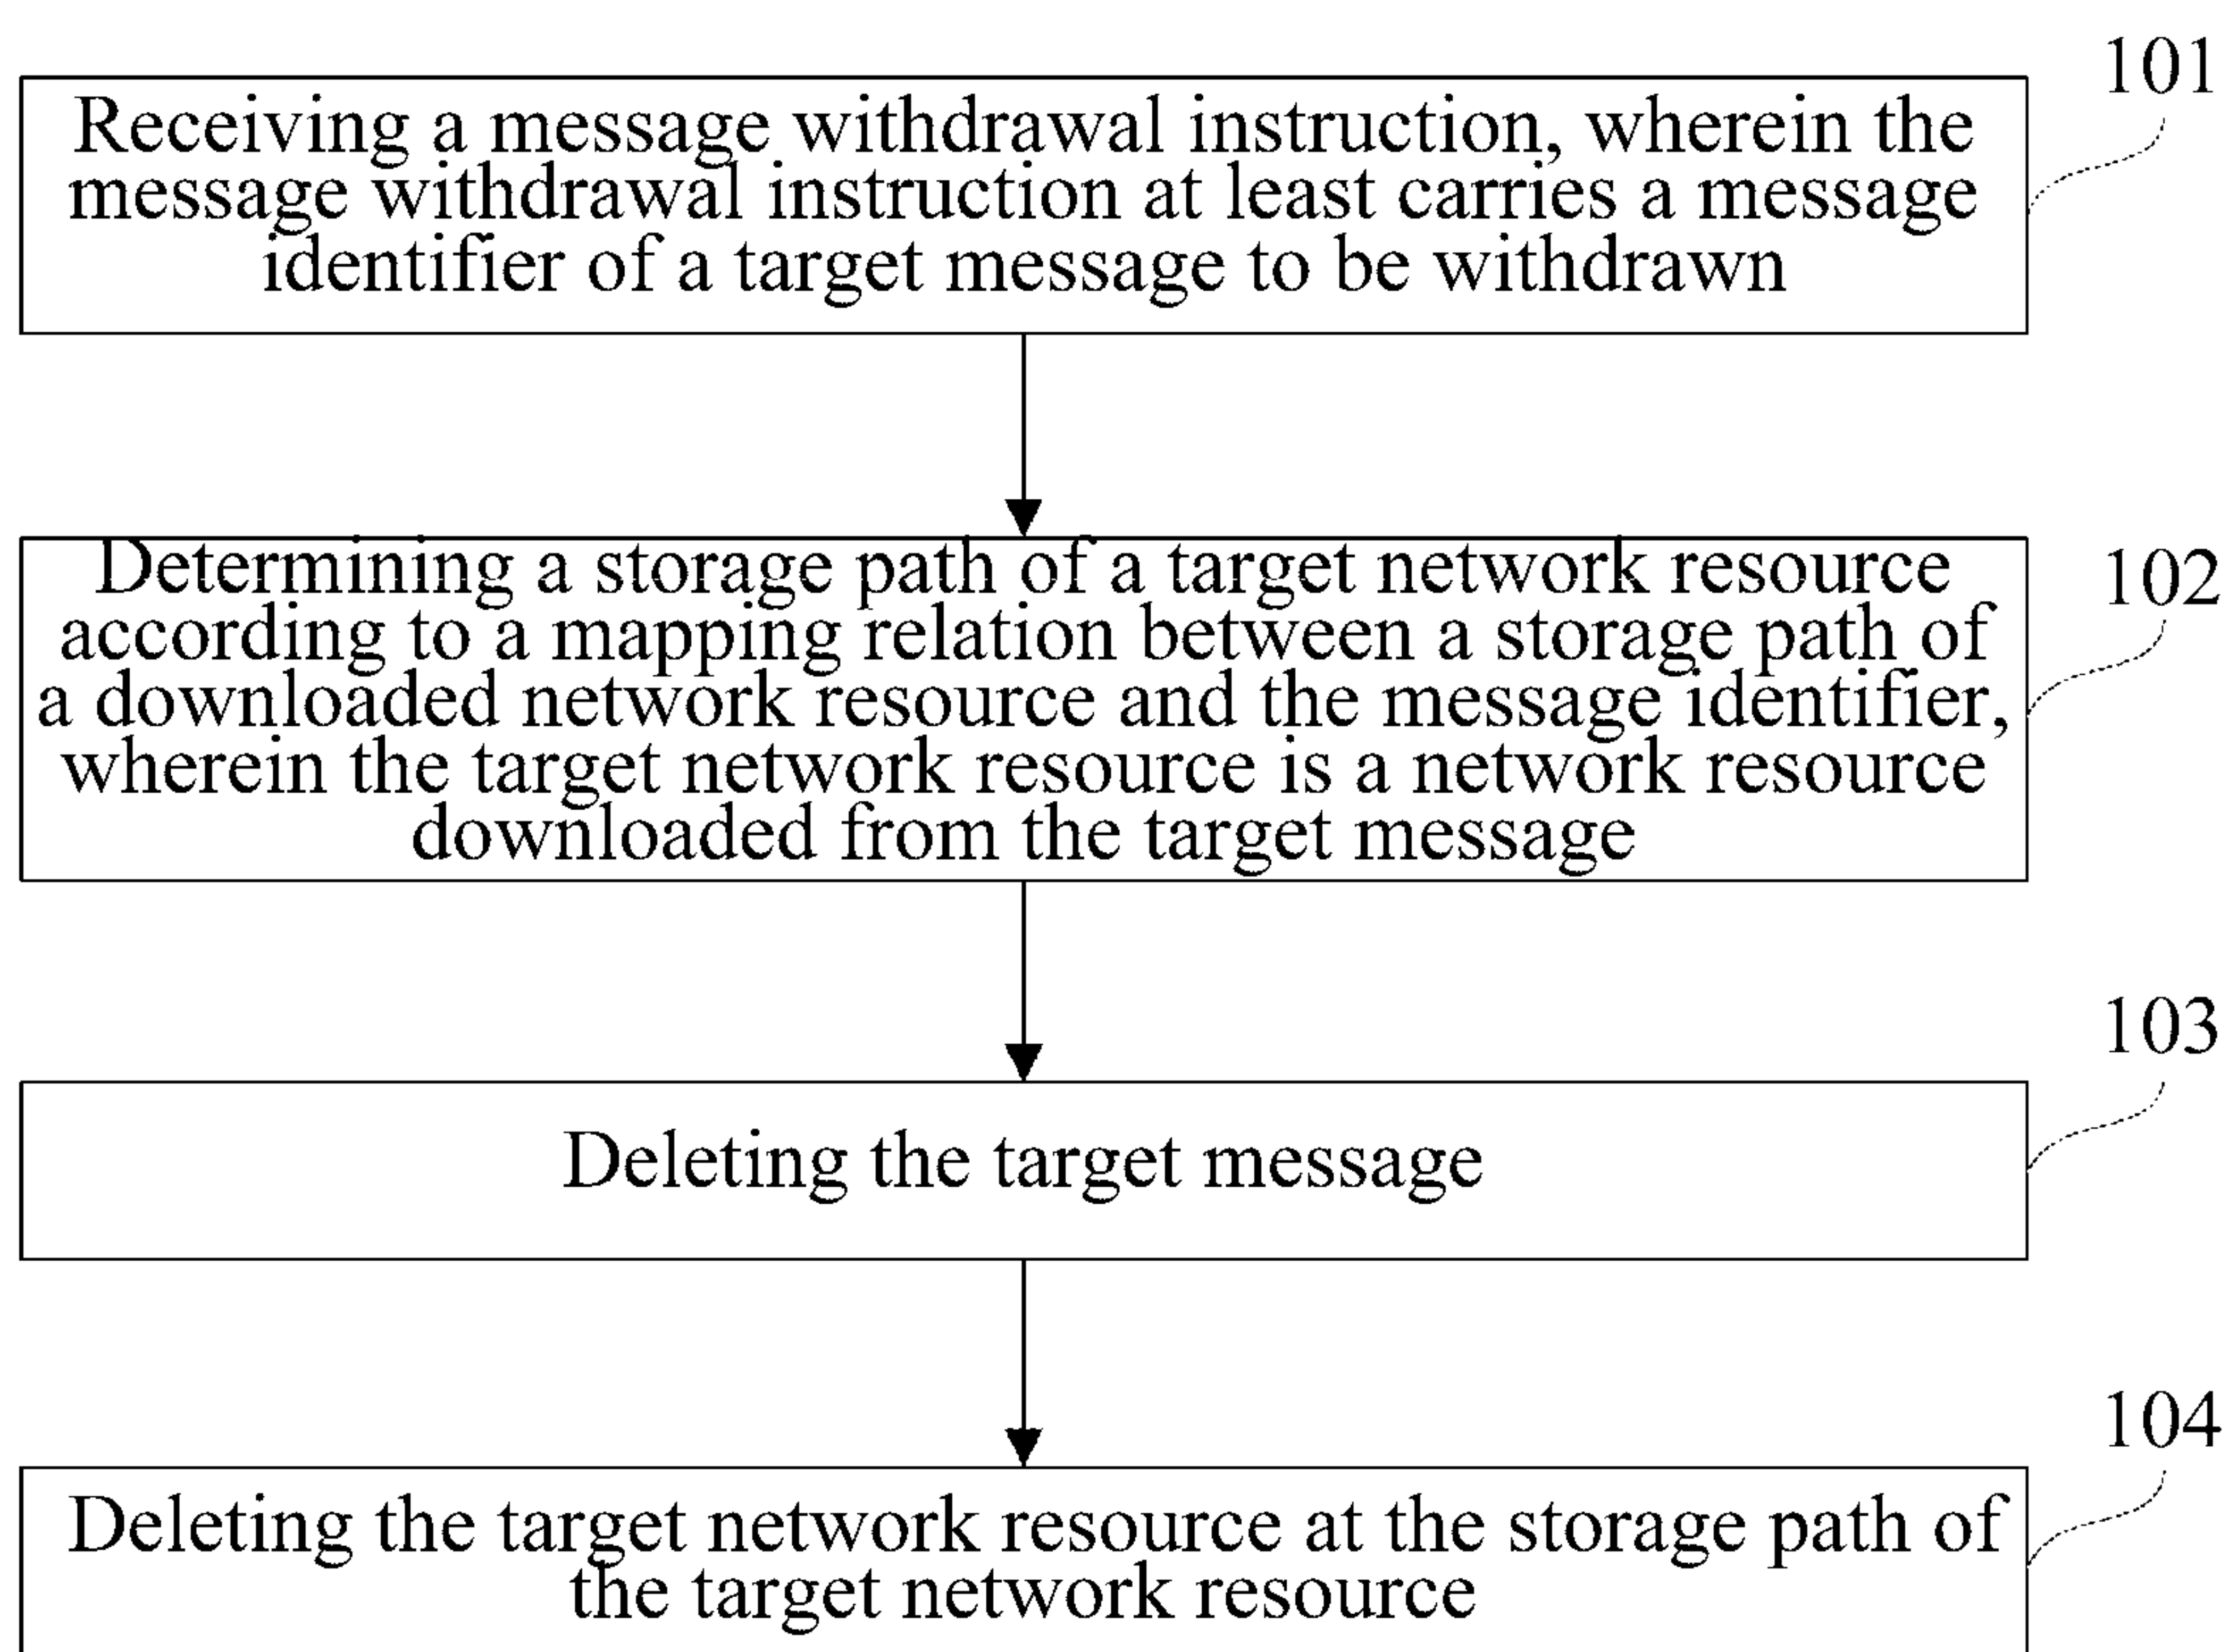 101
Receiving a message withdrawal instruction, wherein the
message withdrawal instruction at least carries a message
identifier of a target message to be withdrawn
102
Determining a storage path of a target network resource
according to a mapping relation between a storage path of
a downloaded network resource and the message identifier,
wherein the target network resource is a network resource
downloaded from the target message
103
Deleting the target message
104
Deleting the target network resource at the storage path of
the target network resource